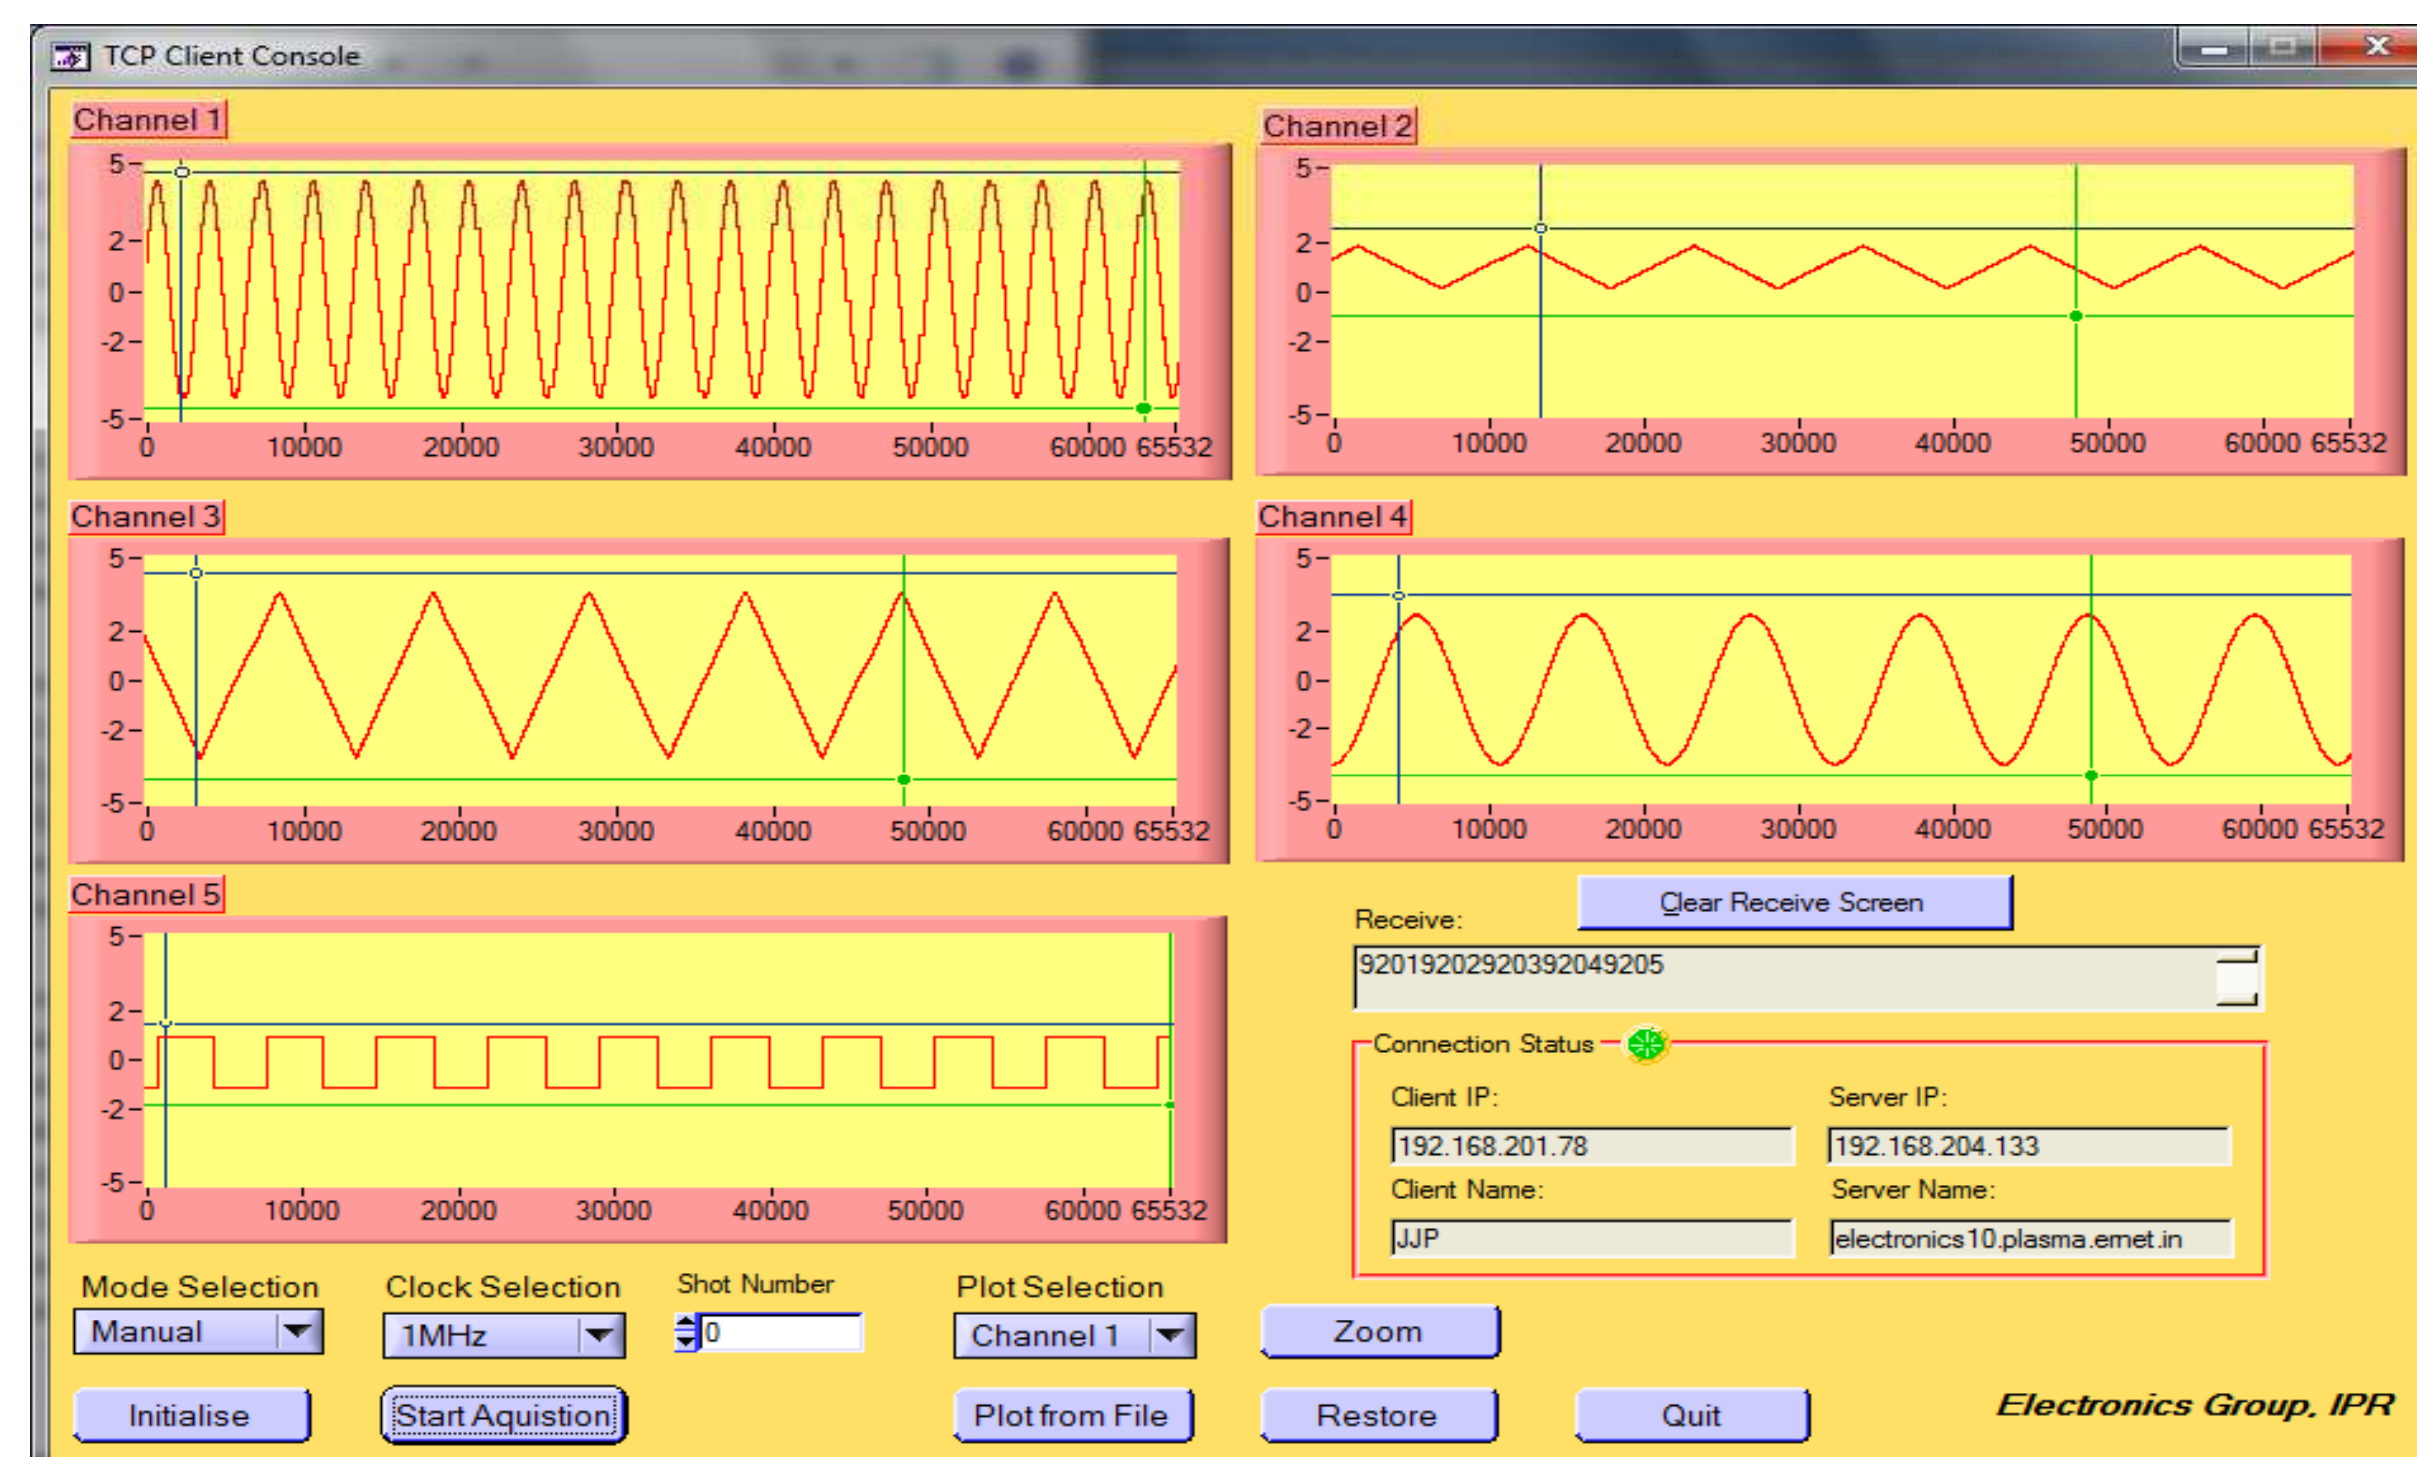 TCP Client Console
Channel 1
5
2
0
-2
-5
0 10000 20000 30000 40000 50000 60000 65532
Channel 2
5
2
0
-2
-5
0 10000 20000 30000 40000 50000 60000 65532
Channel 3
5
2
0
-2
-5
0 10000 20000 30000 40000 50000 60000 65532
Channel 4
5
2
0
-2
-5
0 10000 20000 30000 40000 50000 60000 65532
Channel 5
5
2
0
-2
-5
0 10000 20000 30000 40000 50000 60000 65532
Receive:
Clear Receive Screen
92019202920392049205
Connection Status
Client IP: Server IP:
192.168.201.78 192.168.204.133
Client Name: Server Name:
JJP electronics10.plasma.ernet.in
Mode Selection Clock Selection Shot Number Plot Selection
Manual 1MHz 0 Channel 1 Zoom
Initialise Start Aquistion Plot from File Restore Quit
Electronics Group, IPR